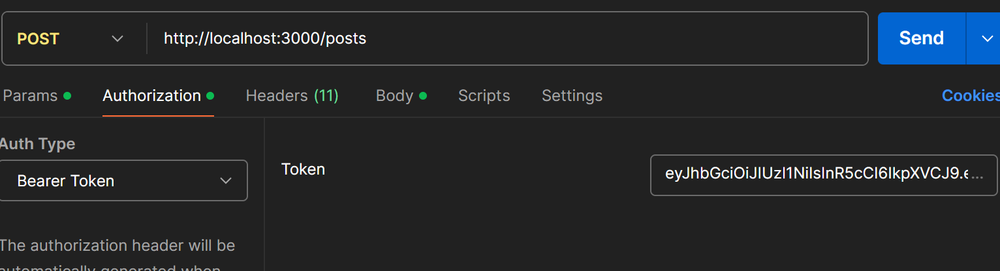 POST http://localhost:3000/posts Send
Params Authorization Headers (11) Body Scripts Settings Cookies
Auth Type
Bearer Token
Token
eyJhbGciOiJIUzI1NiIsInR5cCI6IkpXVCJ9.e...
The authorization header will be
automatically generated when